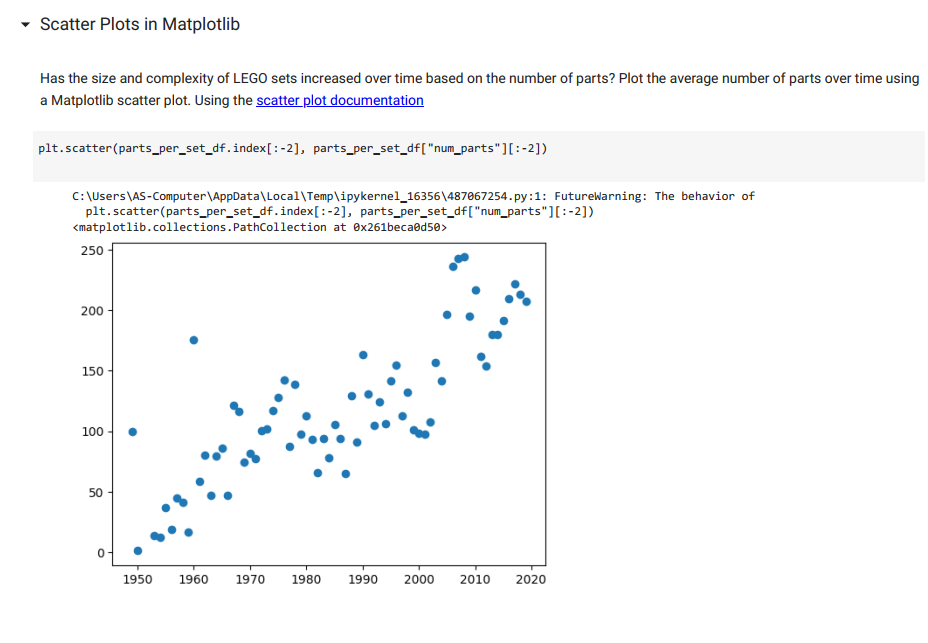 Scatter Plots in Matplotlib
Has the size and complexity of LEGO sets increased over time based on the number of parts? Plot the average number of parts over time using
a Matplotlib scatter plot. Using the scatter plot documentation
plt.scatter(parts_per_set_df.index[:-2], parts_per_set_df["num_parts"][:-2])
C:\Users\AS-Computer\AppData\Local\Temp\ipykernel_16356\487067254.py:1: FutureWarning: The behavior of
plt.scatter(parts_per_set_df.index[:-2], parts_per_set_df["num_parts"][:-2])
<matplotlib.collections.PathCollection at 0x261beca0d50>
250
200
150
100
50
0
1950 1960 1970 1980 1990 2000 2010 2020